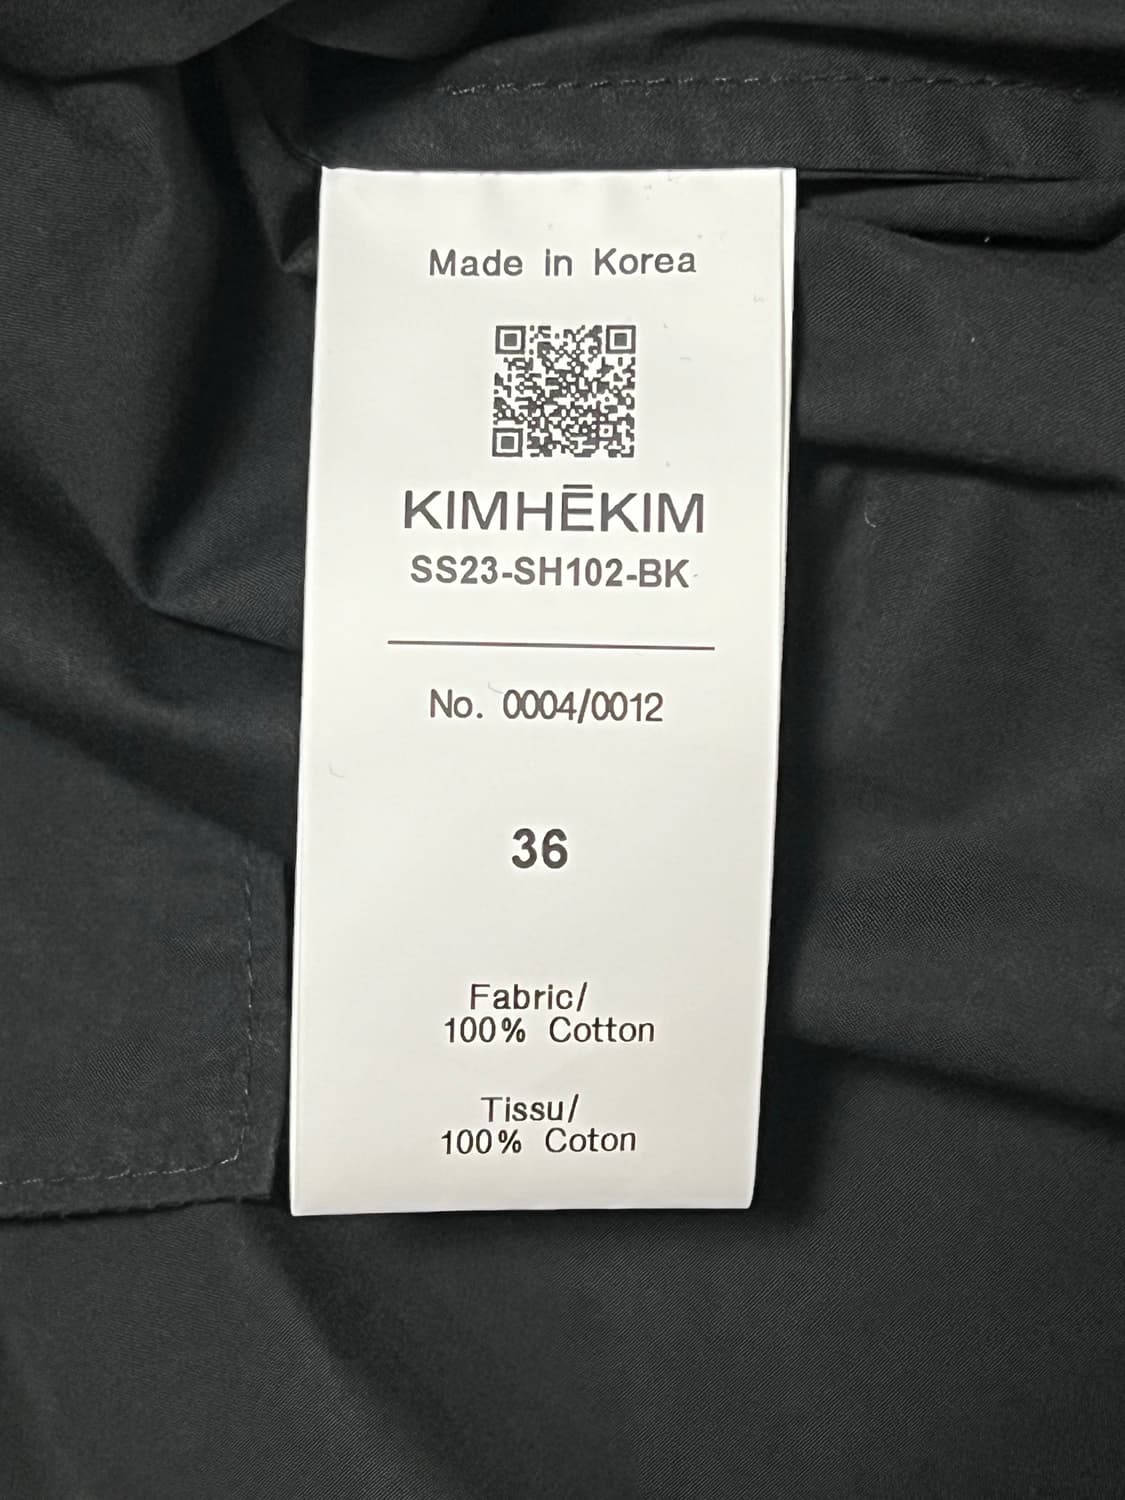 Made in Korea
KIMHĒKIM
SS23-SH102-BK
No. 0004/0012
36
Fabric/
100% Cotton
Tissu/
100% Coton